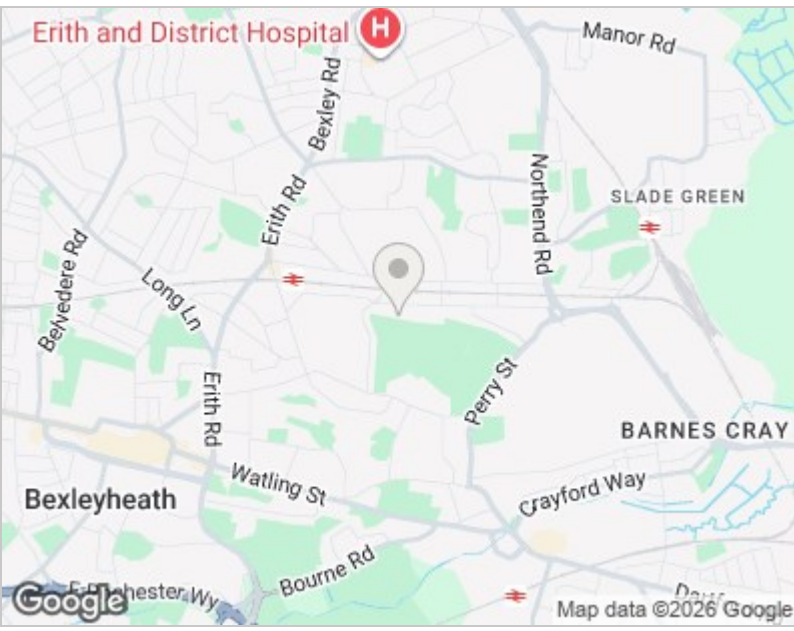 Erith and District Hospital
H
Manor Rd
Bexley Rd
Northend Rd
SLADE GREEN
Erith Rd
Belvedere Rd
Long Ln
Erith Rd
Perry St
BARNES CRAY
Watling St
Crayford Way
Bexleyheath
Bourne Rd
Google
Map data ©2026 Google